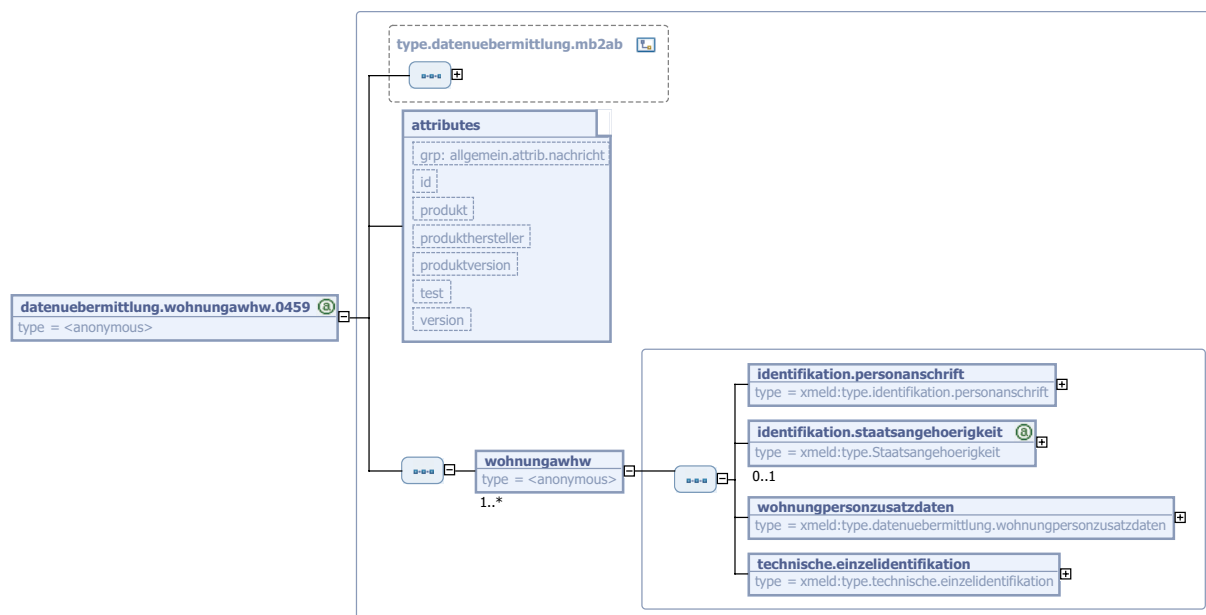 type.datenuebermittlung.mb2ab
attributes
grp: allgemein.attrib.nachricht
id
produkt
produkthersteller
produktversion
test
version
datenuebermittlung.wohnungawhw.0459 a
type = <anonymous>
wohnungawhw
type = <anonymous>
1..*
identifikation.personanschrift
type = xmeld:type.identifikation.personanschrift
identifikation.staatsangehoerigkeit a
type = xmeld:type.Staatsangehoerigkeit
0..1
wohnungpersonzusatzdaten
type = xmeld:type.datenuebermittlung.wohnungpersonzusatzdaten
technische.einzelidentifikation
type = xmeld:type.technische.einzelidentifikation